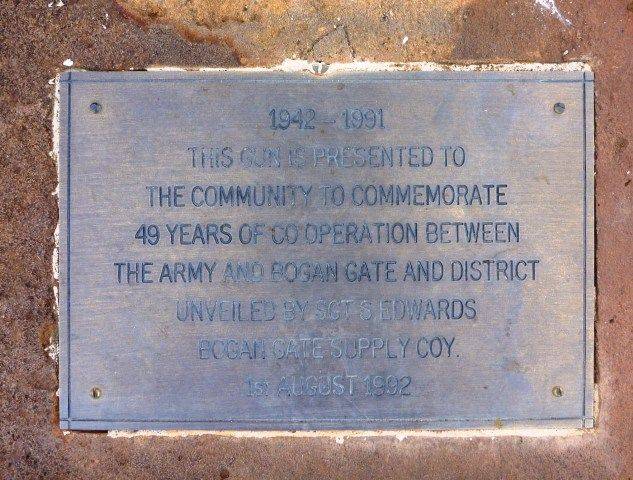 1942 - 1991
THIS GUN IS PRESENTED TO
THE COMMUNITY TO COMMEMORATE
49 YEARS OF CO OPERATION BETWEEN
THE ARMY AND BOGAN GATE AND DISTRICT
UNVEILED BY SGT S EDWARDS
BOGAN GATE SUPPLY COY.
1ST AUGUST 1992